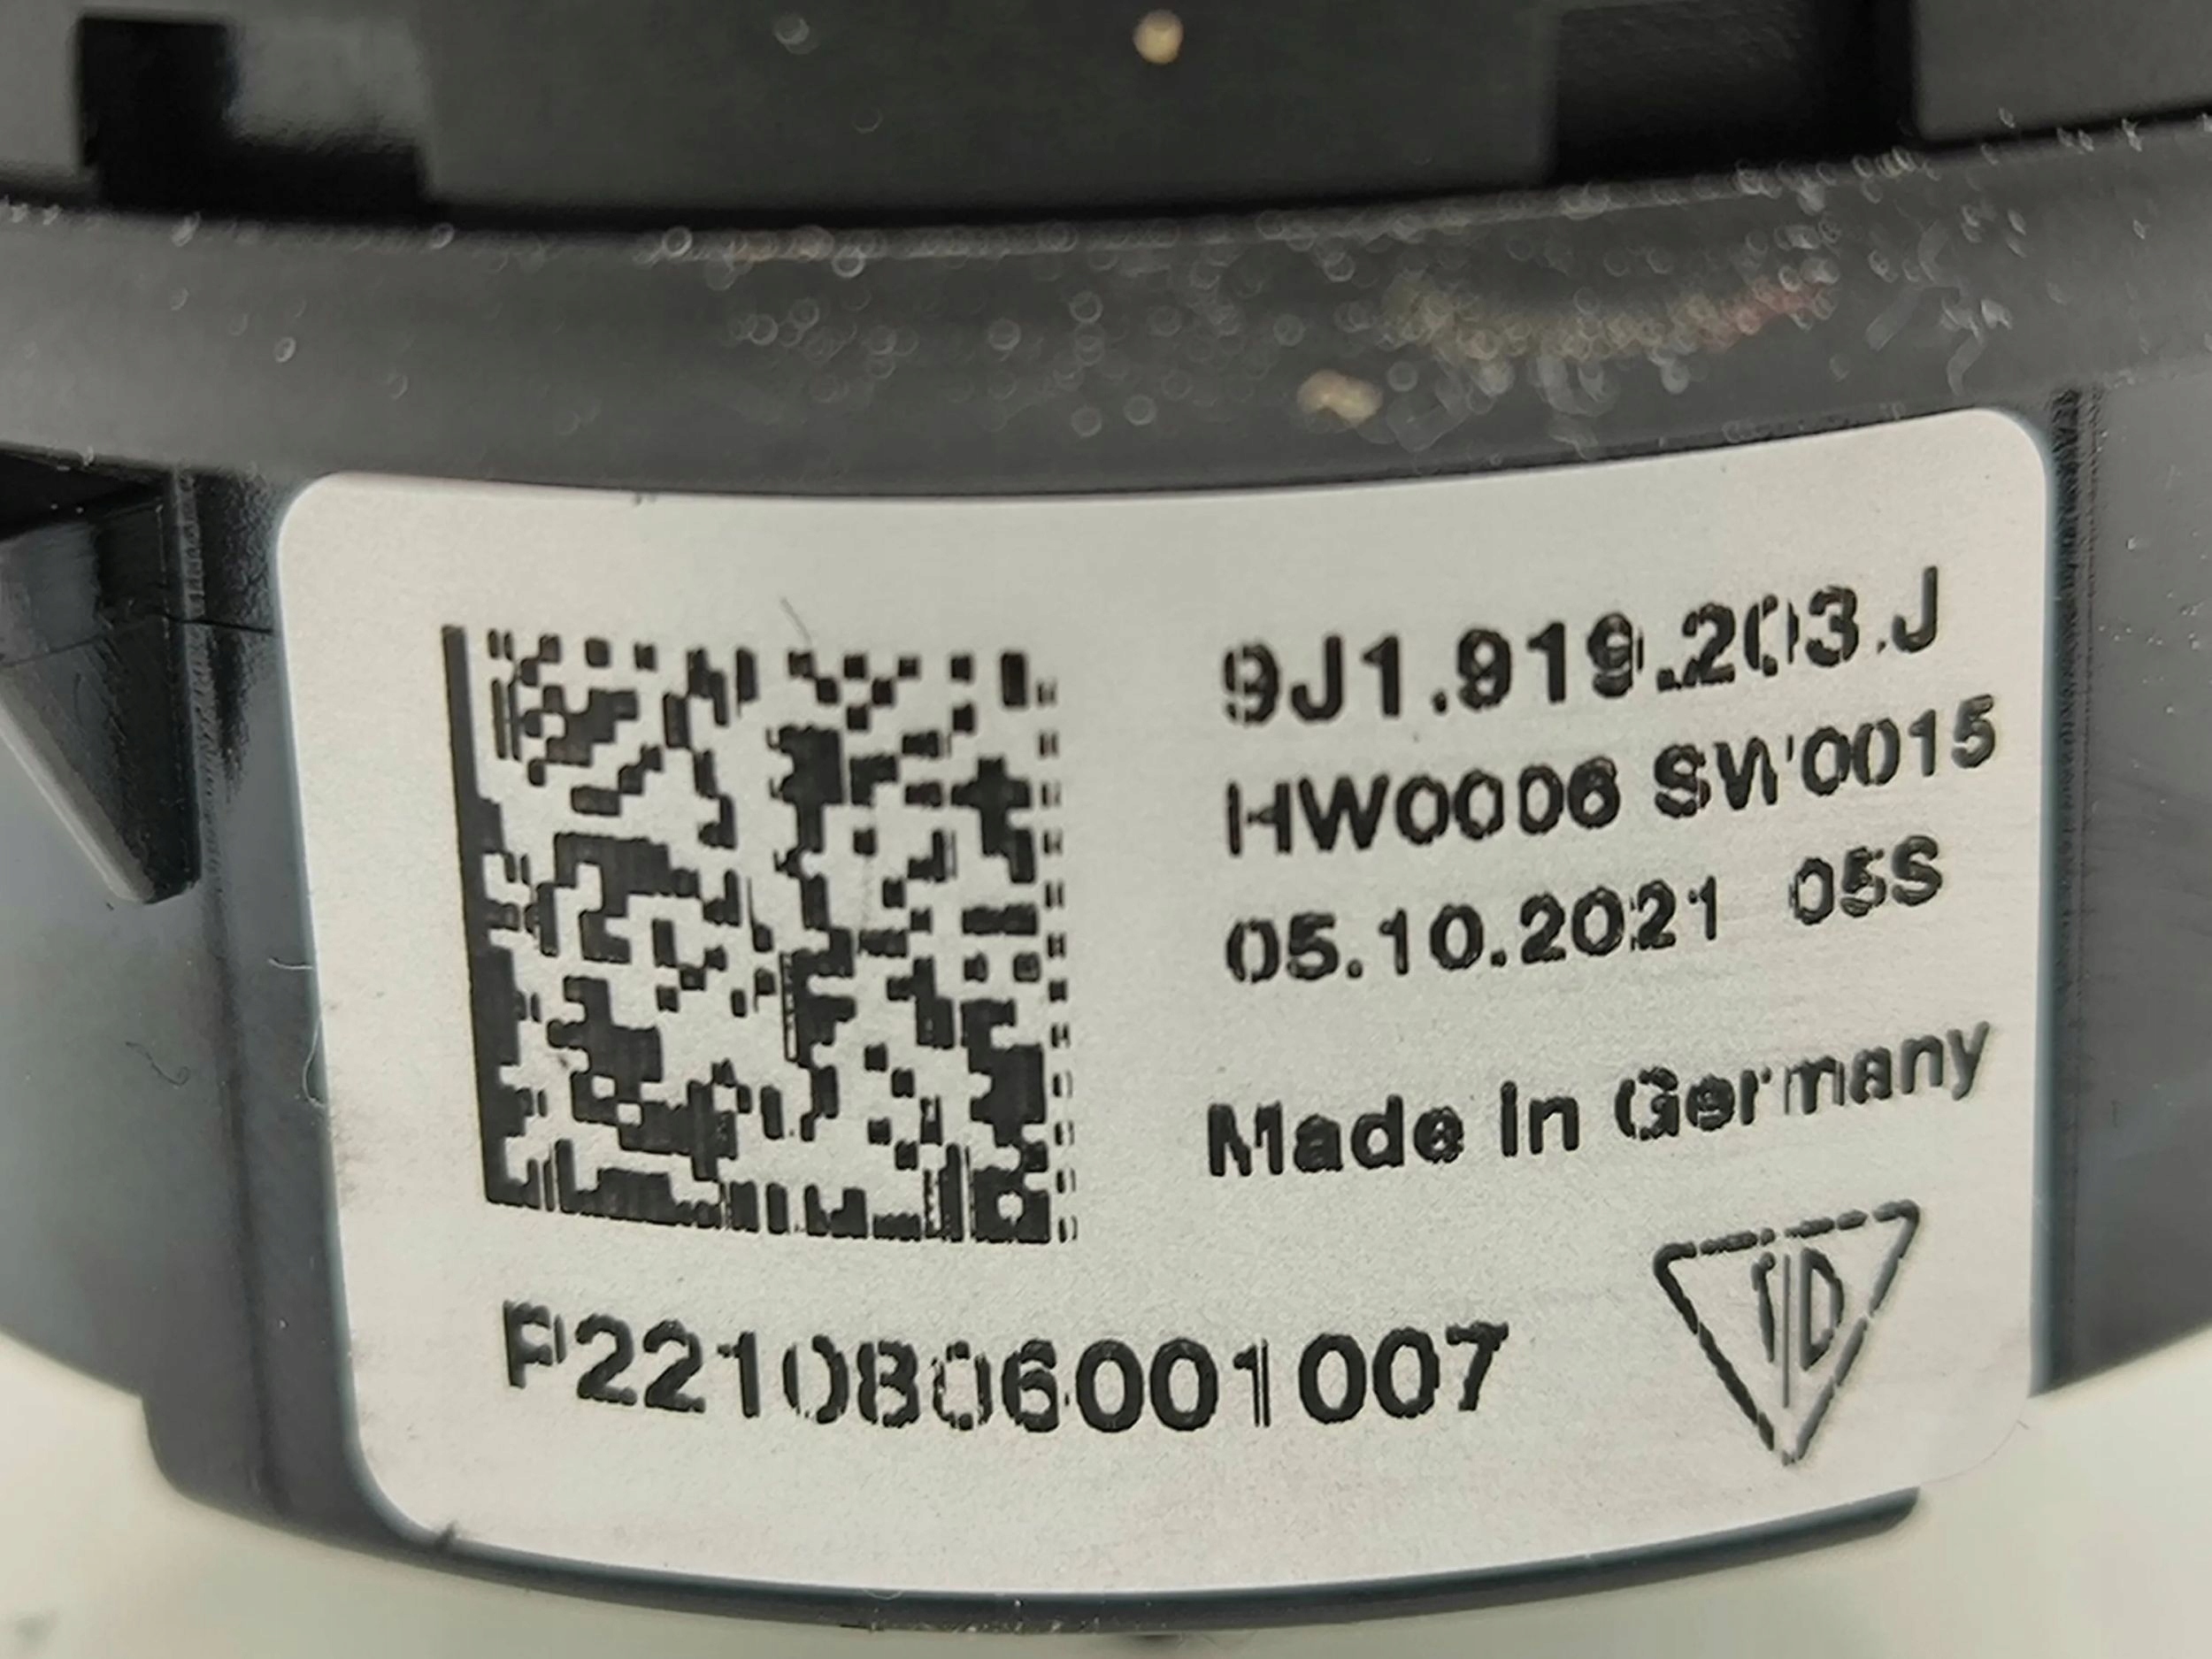 9J1.919.203.J
HW0006 SW0015
05.10.2021 05S
Made In Germany
P2210806001007